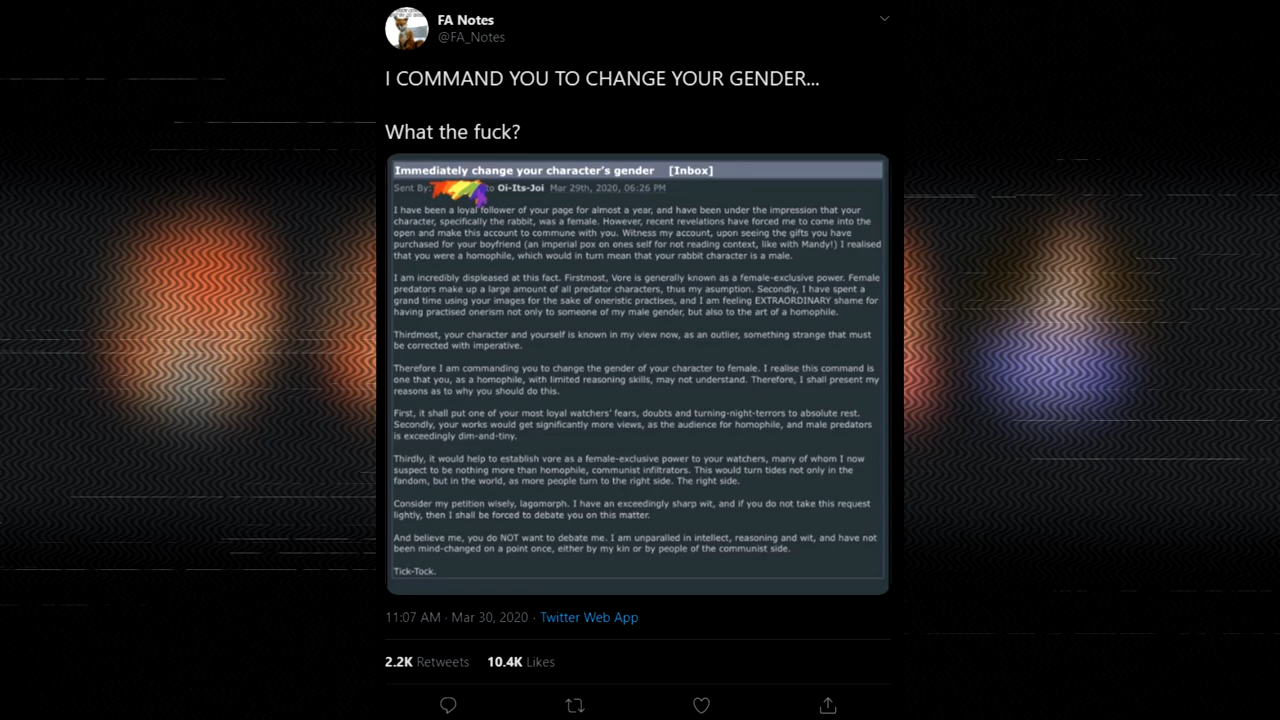 FA Notes
@FA_Notes
I COMMAND YOU TO CHANGE YOUR GENDER...
What the fuck?
Immediately change your character's gender [Inbox]
Sent By: to Oi-Its-Joi Mar 29th, 2020, 06:26 PM
I have been a loyal follower of your page for almost a year, and have been under the impression that your
character, specifically the rabbit, was a female. However, recent revelations have forced me to come into the
open and make this account to commune with you. Witness my account, upon seeing the gifts you have
purchased for your boyfriend (an imperial pox on ones self for not reading context, like with Mandy!) I realised
that you were a homophile, which would in turn mean that your rabbit character is a male.
I am incredibly displeased at this fact. Firstmost, Vore is generally known as a female-exclusive power. Female
predators make up a large amount of all predator characters, thus my asumption. Secondly, I have spent a
grand time using your images for the sake of oneristic practises, and I am feeling EXTRAORDINARY shame for
having practised onerism not only to someone of my male gender, but also to the art of a homophile.
Thirdmost, your character and yourself is known in my view now, as an outlier, something strange that must
be corrected with imperative.
Therefore I am commanding you to change the gender of your character to female. I realise this command is
one that you, as a homophile, with limited reasoning skills, may not understand. Therefore, I shall present my
reasons as to why you should do this.
First, it shall put one of your most loyal watchers' fears, doubts and turning-night-terrors to absolute rest.
Secondly, your works would get significantly more views, as the audience for homophile, and male predators
is exceedingly dim-and-tiny.
Thirdly, it would help to establish vore as a female-exclusive power to your watchers, many of whom I now
suspect to be nothing more than homophile, communist infiltrators. This would turn tides not only in the
fandom, but in the world, as more people turn to the right side. The right side.
Consider my petition wisely, lagomorph. I have an exceedingly sharp wit, and if you do not take this request
lightly, then I shall be forced to debate you on this matter.
And believe me, you do NOT want to debate me. I am unparalled in intellect, reasoning and wit, and have not
been mind-changed on a point once, either by my kin or by people of the communist side.
Tick-Tock.
11:07 AM · Mar 30, 2020 · Twitter Web App
2.2K Retweets 10.4K Likes